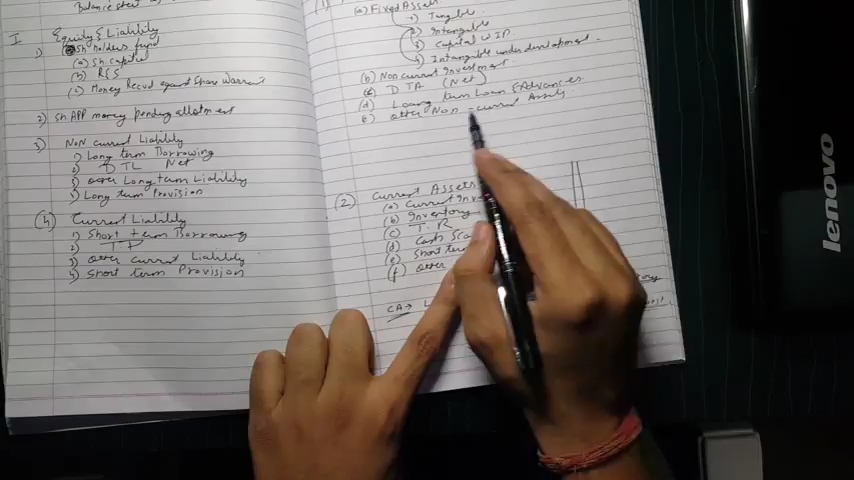 Balance sheet
I Equity & Liability
1) Sh holders fund
(a) Sh capital
(b) R & S
(c) Money Recvd against Share Warrant
2) Sh APP money pending allotment
3) Non current Liability
1) Long term Borrowing
2) DTL Net
3) other Long term Liability
4) Long term Provision
(4) Current Liability
1) Short term Borrowing
2) T P
3) other current Liability
4) Short term Provision
(1)
(a) Fixed Assets
1) Tangible
2) Intangible
3) Capital WIP
4) Intangible under development
(b) Non current Investment
(c) DTA (Net)
(d) Long term Loan & Advances
(e) other Non-current Assets
(2) Current Assets
(a) Current
(b) Inventory
(c) T.R
(d) Cash
(e) Short
(f) other
CA →
lenovo